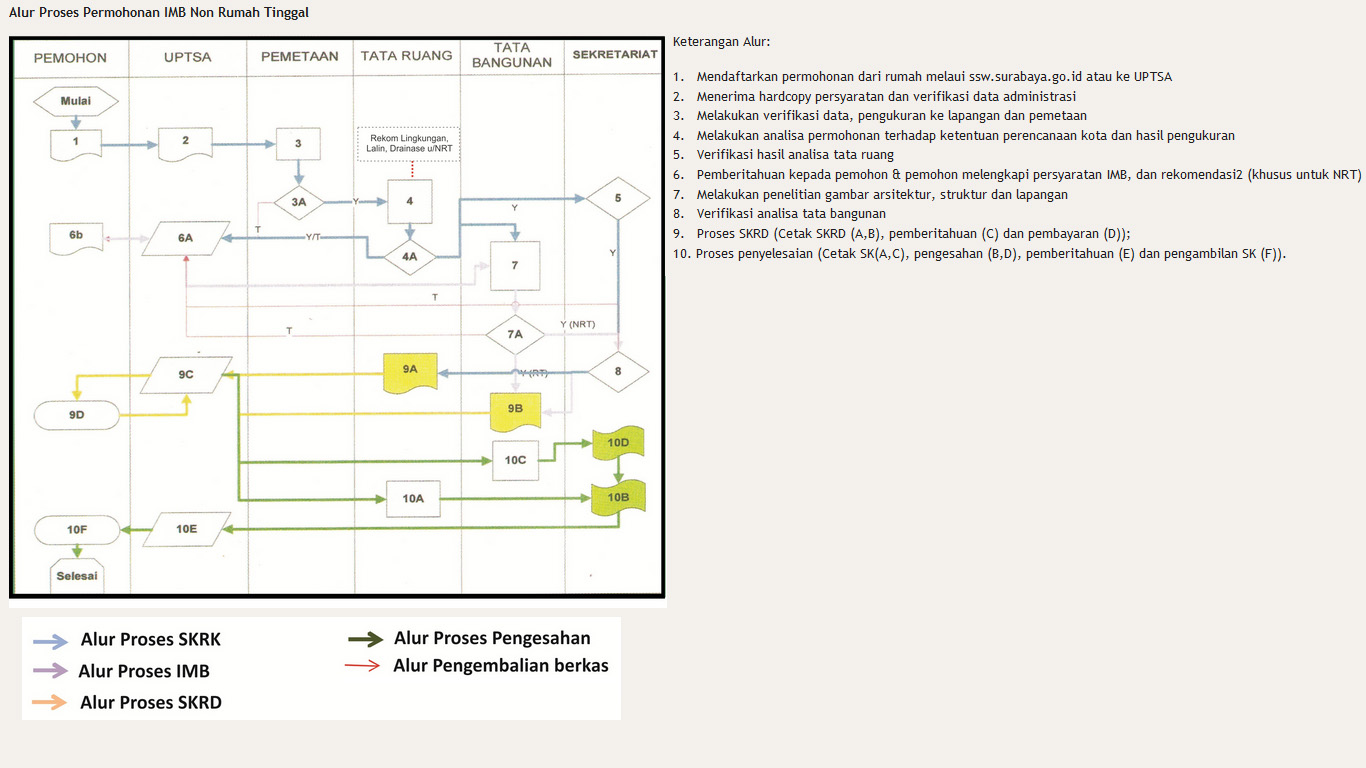 Alur Proses Permohonan IMB Non Rumah Tinggal
PEMOHON
UPTSA
PEMETAAN
TATA RUANG
TATA
BANGUNAN
SEKRETARIAT
Mulai
1
2
3
Rekom Lingkungan,
Lalin, Drainase u/NRT
3A
Y
4
Y
5
T
6b
6A
Y/T
4A
7
Y
T
T
7A
Y (NRT)
9C
9A
Y (RT)
8
9D
9B
10D
10C
10A
10B
10F
10E
Selesai
Alur Proses SKRK
Alur Proses IMB
Alur Proses SKRD
Alur Proses Pengesahan
Alur Pengembalian berkas
Keterangan Alur:
1. Mendaftarkan permohonan dari rumah melaui ssw.surabaya.go.id atau ke UPTSA
2. Menerima hardcopy persyaratan dan verifikasi data administrasi
3. Melakukan verifikasi data, pengukuran ke lapangan dan pemetaan
4. Melakukan analisa permohonan terhadap ketentuan perencanaan kota dan hasil pengukuran
5. Verifikasi hasil analisa tata ruang
6. Pemberitahuan kepada pemohon & pemohon melengkapi persyaratan IMB, dan rekomendasi2 (khusus untuk NRT)
7. Melakukan penelitian gambar arsitektur, struktur dan lapangan
8. Verifikasi analisa tata bangunan
9. Proses SKRD (Cetak SKRD (A,B), pemberitahuan (C) dan pembayaran (D));
10. Proses penyelesaian (Cetak SK(A,C), pengesahan (B,D), pemberitahuan (E) dan pengambilan SK (F)).